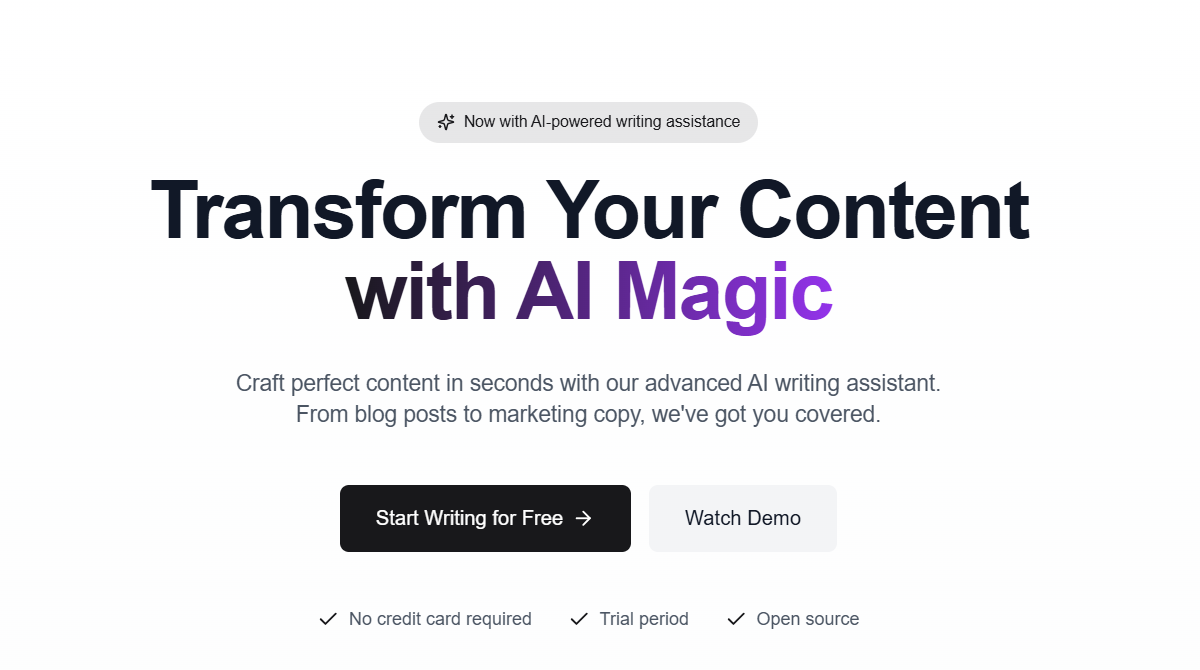 Now with AI-powered writing assistance
Transform Your Content
with AI Magic
Craft perfect content in seconds with our advanced AI writing assistant.
From blog posts to marketing copy, we've got you covered.
Start Writing for Free
Watch Demo
No credit card required
Trial period
Open source